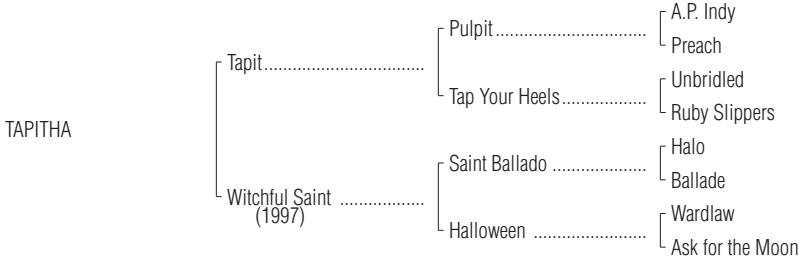 A.P. Indy
Pulpit..............................
Preach
Tapit................................
Unbridled
Tap Your Heels.................
Ruby Slippers
TAPITHA
Halo
Saint Ballado ...................
Ballade
Witchful Saint .................
(1997)
Wardlaw
Halloween .......................
Ask for the Moon